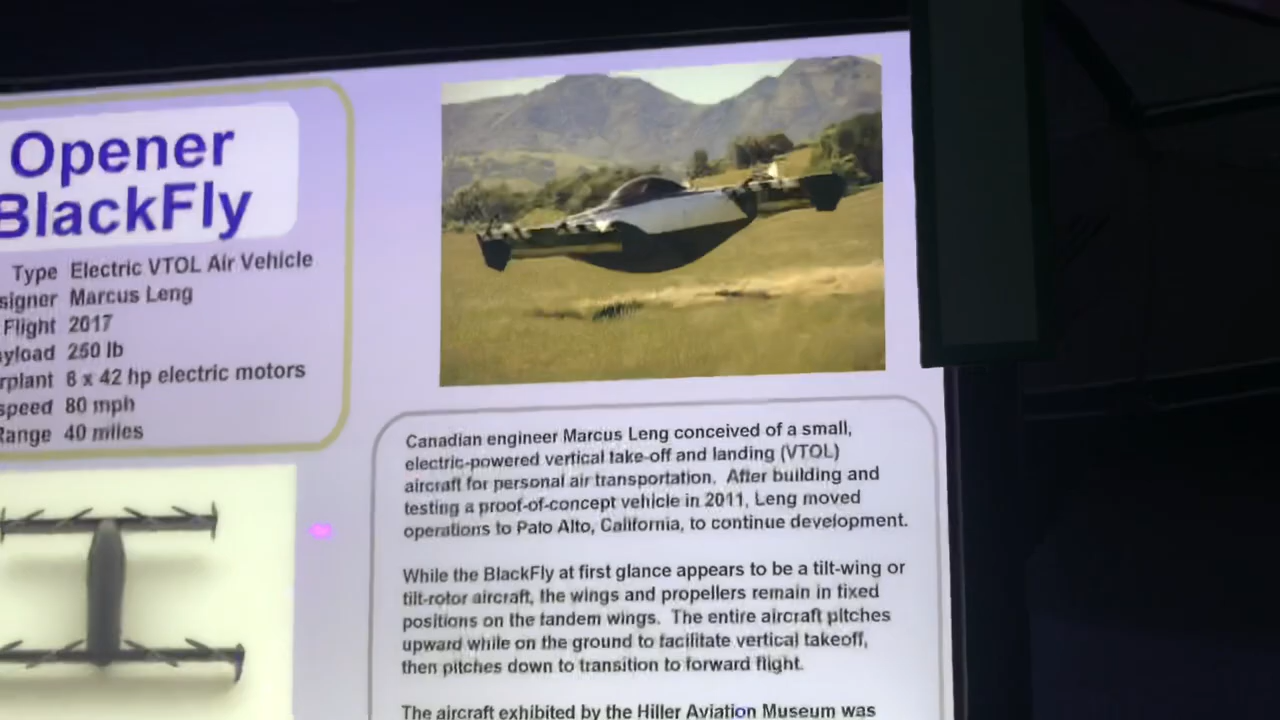 Opener
BlackFly
Type Electric VTOL Air Vehicle
signer Marcus Leng
Flight 2017
yload 250 lb
rplant 8 x 42 hp electric motors
speed 80 mph
Range 40 miles
Canadian engineer Marcus Leng conceived of a small,
electric-powered vertical take-off and landing (VTOL)
aircraft for personal air transportation. After building and
testing a proof-of-concept vehicle in 2011, Leng moved
operations to Palo Alto, California, to continue development.
While the BlackFly at first glance appears to be a tilt-wing or
tilt-rotor aircraft, the wings and propellers remain in fixed
positions on the tandem wings. The entire aircraft pitches
upward while on the ground to facilitate vertical takeoff,
then pitches down to transition to forward flight.
The aircraft exhibited by the Hiller Aviation Museum was